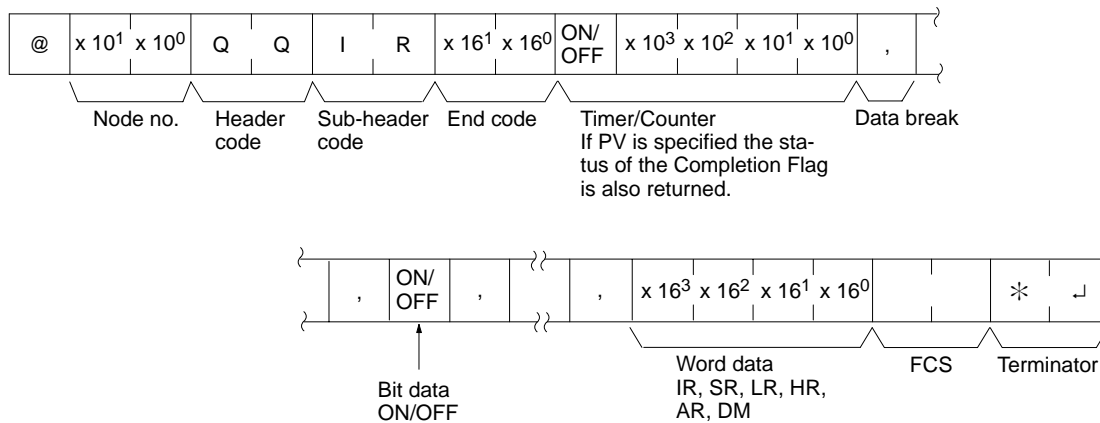 @ x 10¹ x 10⁰ Q Q I R x 16¹ x 16⁰ ON/OFF x 10³ x 10² x 10¹ x 10⁰ ,
Node no.
Header
code
Sub-header
code
End code
Timer/Counter
If PV is specified the sta-
tus of the Completion Flag
is also returned.
Data break
, ON/OFF , , x 16³ x 16² x 16¹ x 16⁰ * ↵
Bit data
ON/OFF
Word data
IR, SR, LR, HR,
AR, DM
FCS
Terminator